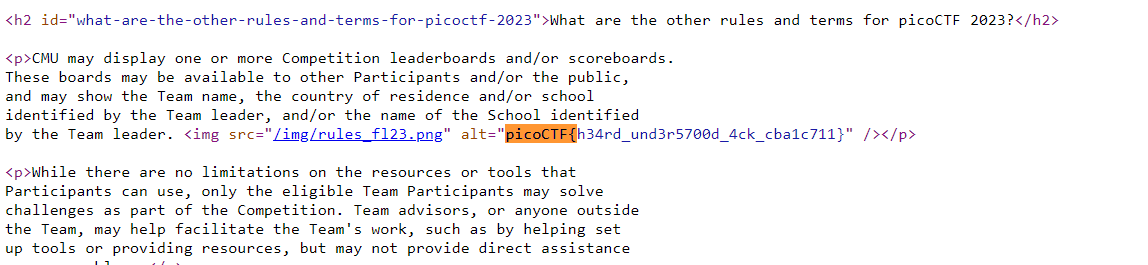 <h2 id="what-are-the-other-rules-and-terms-for-picoctf-2023">What are the other rules and terms for picoCTF 2023?</h2>
<p>CMU may display one or more Competition leaderboards and/or scoreboards.
These boards may be available to other Participants and/or the public,
and may show the Team name, the country of residence and/or school
identified by the Team leader, and/or the name of the School identified
by the Team leader. <img src="/img/rules_fl23.png" alt="picoCTF{h34rd_und3r5700d_4ck_cba1c711}" /></p>
<p>While there are no limitations on the resources or tools that
Participants can use, only the eligible Team Participants may solve
challenges as part of the Competition. Team advisors, or anyone outside
the Team, may help facilitate the Team's work, such as by helping set
up tools or providing resources, but may not provide direct assistance